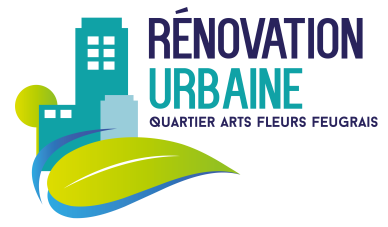 RÉNOVATION
URBAINE
QUARTIER ARTS FLEURS FEUGRAIS